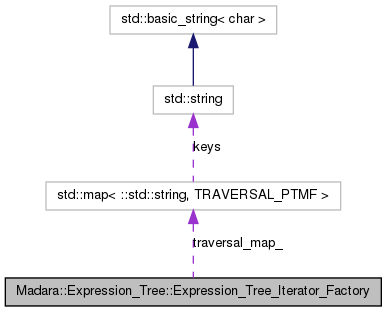 std::basic_string< char >
std::string
keys
std::map< ::std::string, TRAVERSAL_PTMF >
traversal_map_
Madara::Expression_Tree::Expression_Tree_Iterator_Factory